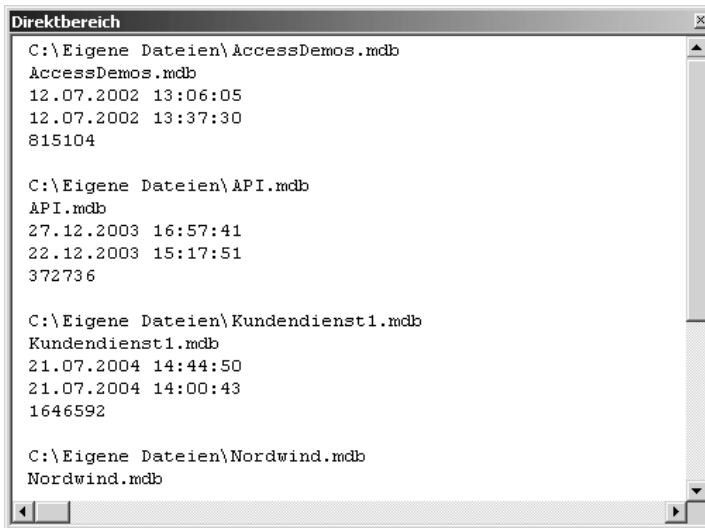 Direktbereich
C:\Eigene Dateien\AccessDemos.mdb
AccessDemos.mdb
12.07.2002 13:06:05
12.07.2002 13:37:30
815104
C:\Eigene Dateien\API.mdb
API.mdb
27.12.2003 16:57:41
22.12.2003 15:17:51
372736
C:\Eigene Dateien\Kundendienst1.mdb
Kundendienst1.mdb
21.07.2004 14:44:50
21.07.2004 14:00:43
1646592
C:\Eigene Dateien\Nordwind.mdb
Nordwind.mdb